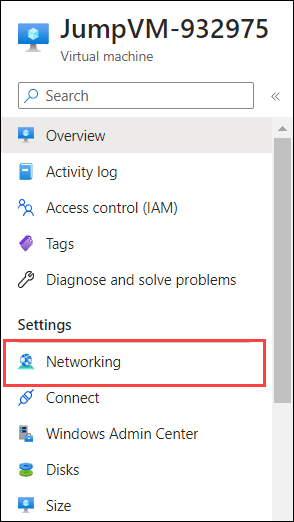 JumpVM-932975
Virtual machine
Search
Overview
Activity log
Access control (IAM)
Tags
Diagnose and solve problems
Settings
Networking
Connect
Windows Admin Center
Disks
Size